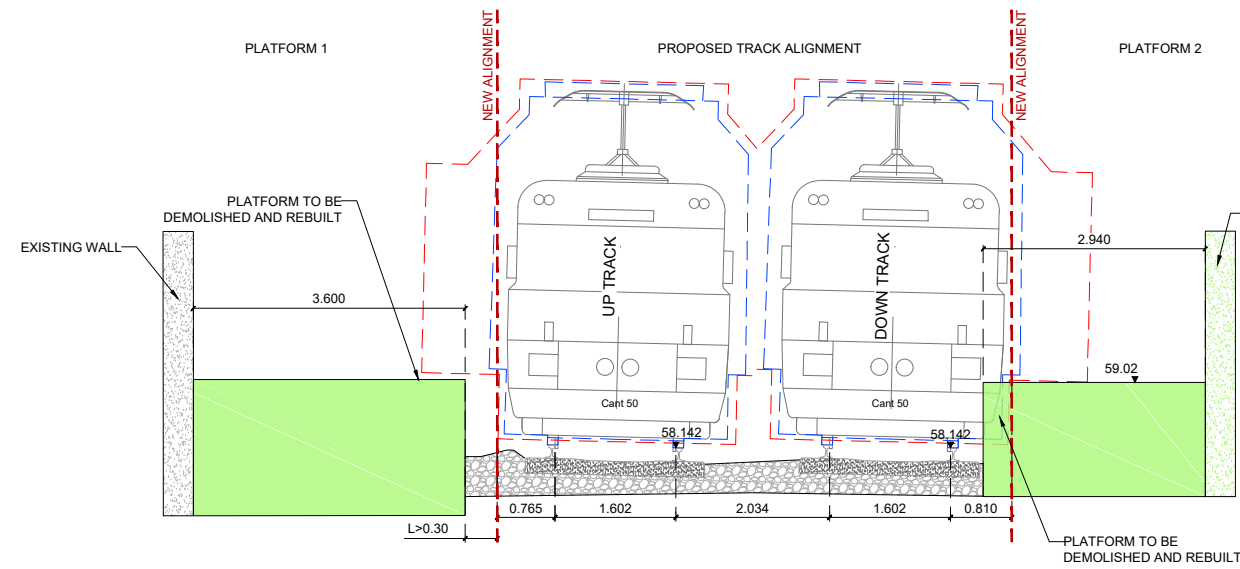 PLATFORM 1
NEW ALIGNMENT
PROPOSED TRACK ALIGNMENT
NEW ALIGNMENT
PLATFORM 2
PLATFORM TO BE
DEMOLISHED AND REBUILT
EXISTING WALL
UP TRACK
DOWN TRACK
2.940
3.600
59.02
Cant 50
Cant 50
58.142
58.142
0.765
1.602
2.034
1.602
0.810
L>0.30
PLATFORM TO BE
DEMOLISHED AND REBUILT